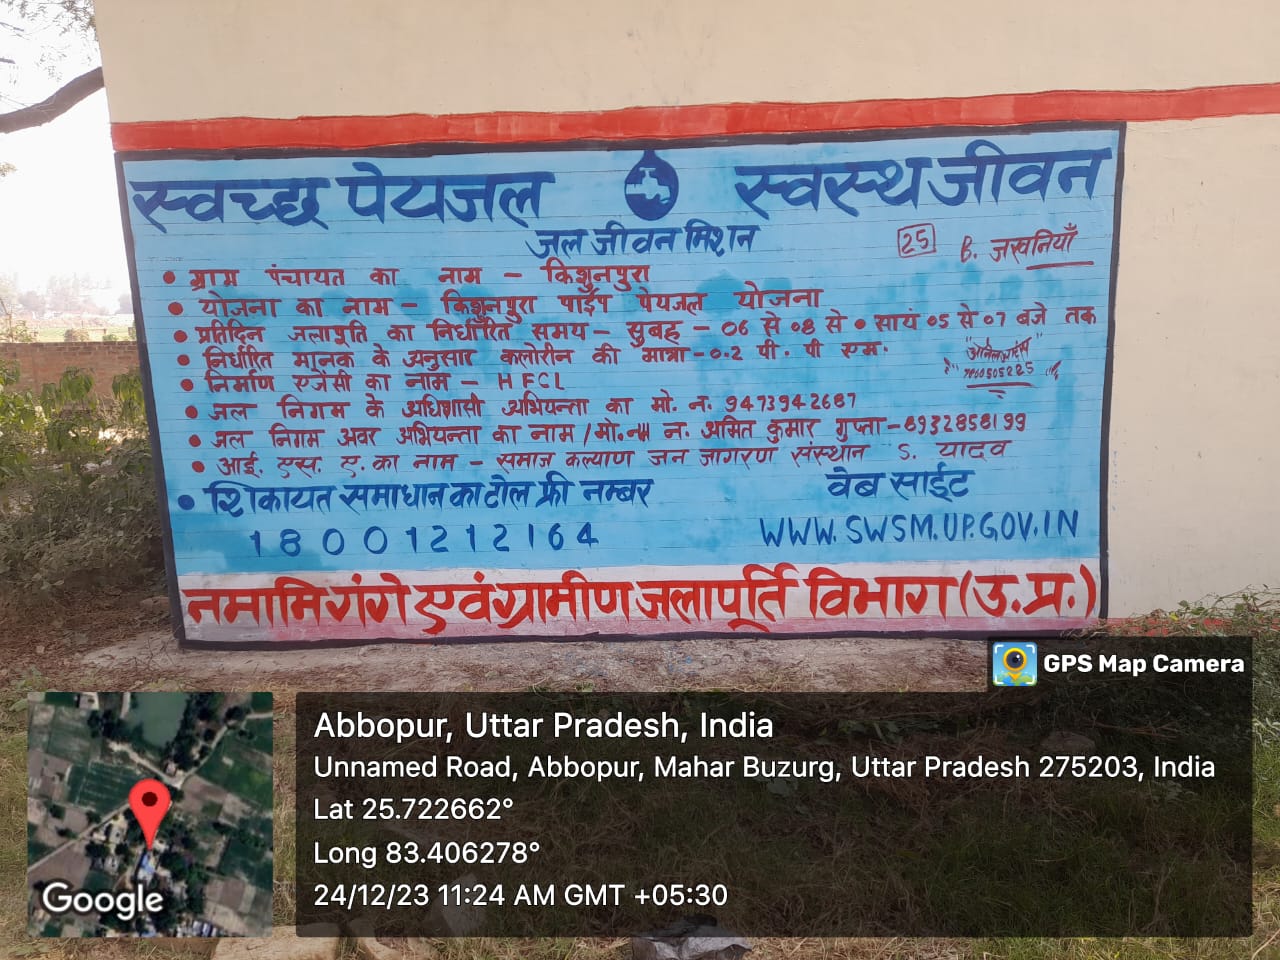 स्वच्छ पेयजल स्वस्थ जीवन
जल जीवन मिशन
25 B. जखनियाँ
• ग्राम पंचायत का नाम - किशुनपुरा
• योजना का नाम - किशुनपुरा पाईप पेयजल योजना
• प्रतिदिन जलापूति का निर्धारित समय - सुबह - 06 से 08 से • सायं 05 से 07 बजे तक
• निर्धारित मानक के अनुसार क्लोरीन की मात्रा - 0.2 पी. पी एम.
• निर्माण एजेंसी का नाम - HFCL
• जल निगम के अधिशासी अभियन्ता का मो. न. 9473942687
• जल निगम अवर अभियन्ता का नाम / मो. न. अमित कुमार गुप्ता - 8932858199
• आई. एस. ए. का नाम - समाज कल्याण जन जागरण संस्थान S. यादव
• शिकायत समाधान का टोल फ्री नम्बर
18001212164
वेब साईट
WWW.SWSM.UP.GOV.IN
नमामि गंगे एवं ग्रामीण जलापूर्ति विभाग (उ.प्र.)
GPS Map Camera
Abbopur, Uttar Pradesh, India
Unnamed Road, Abbopur, Mahar Buzurg, Uttar Pradesh 275203, India
Lat 25.722662°
Long 83.406278°
24/12/23 11:24 AM GMT +05:30
Google